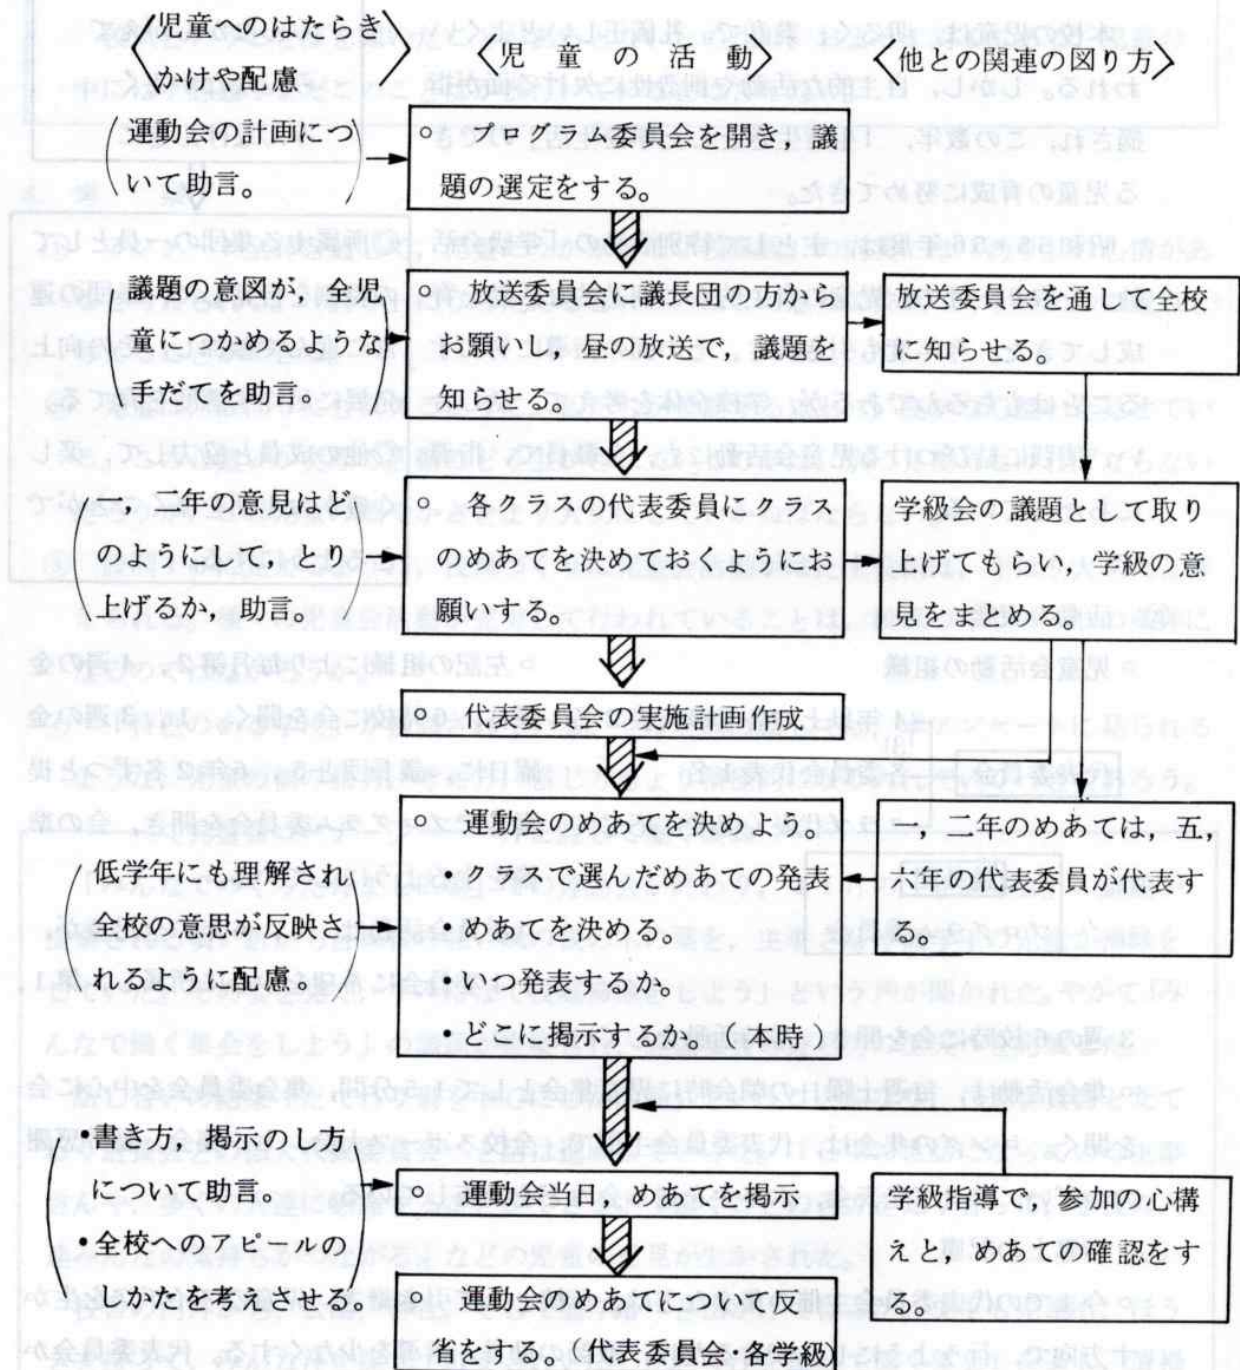 〈児童へのはたらき
かけや配慮〉
〈児童の活動〉
〈他との関連の図り方〉
(運動会の計画につ
いて助言。)
○ プログラム委員会を開き，議
題の選定をする。
(議題の意図が，全児
童につかめるような
手だてを助言。)
○ 放送委員会に議長団の方から
お願いし，昼の放送で，議題を
知らせる。
放送委員会を通して全校
に知らせる。
(一，二年の意見はど
のようにして，とり
上げるか，助言。)
○ 各クラスの代表委員にクラス
のめあてを決めておくようにお
願いする。
学級会の議題として取り
上げてもらい，学級の意
見をまとめる。
○ 代表委員会の実施計画作成
(低学年にも理解され
全校の意思が反映さ
れるように配慮。)
○ 運動会のめあてを決めよう。
・クラスで選んだめあての発表
・めあてを決める。
・いつ発表するか。
・どこに掲示するか。(本時)
一，二年のめあては，五，
六年の代表委員が代表す
る。
(・書き方，掲示のし方
について助言。
・全校へのアピールの
しかたを考えさせる。)
○ 運動会当日，めあてを掲示
○ 運動会のめあてについて反
省をする。(代表委員会・各学級)
学級指導で，参加の心構
えと，めあての確認をす
る。